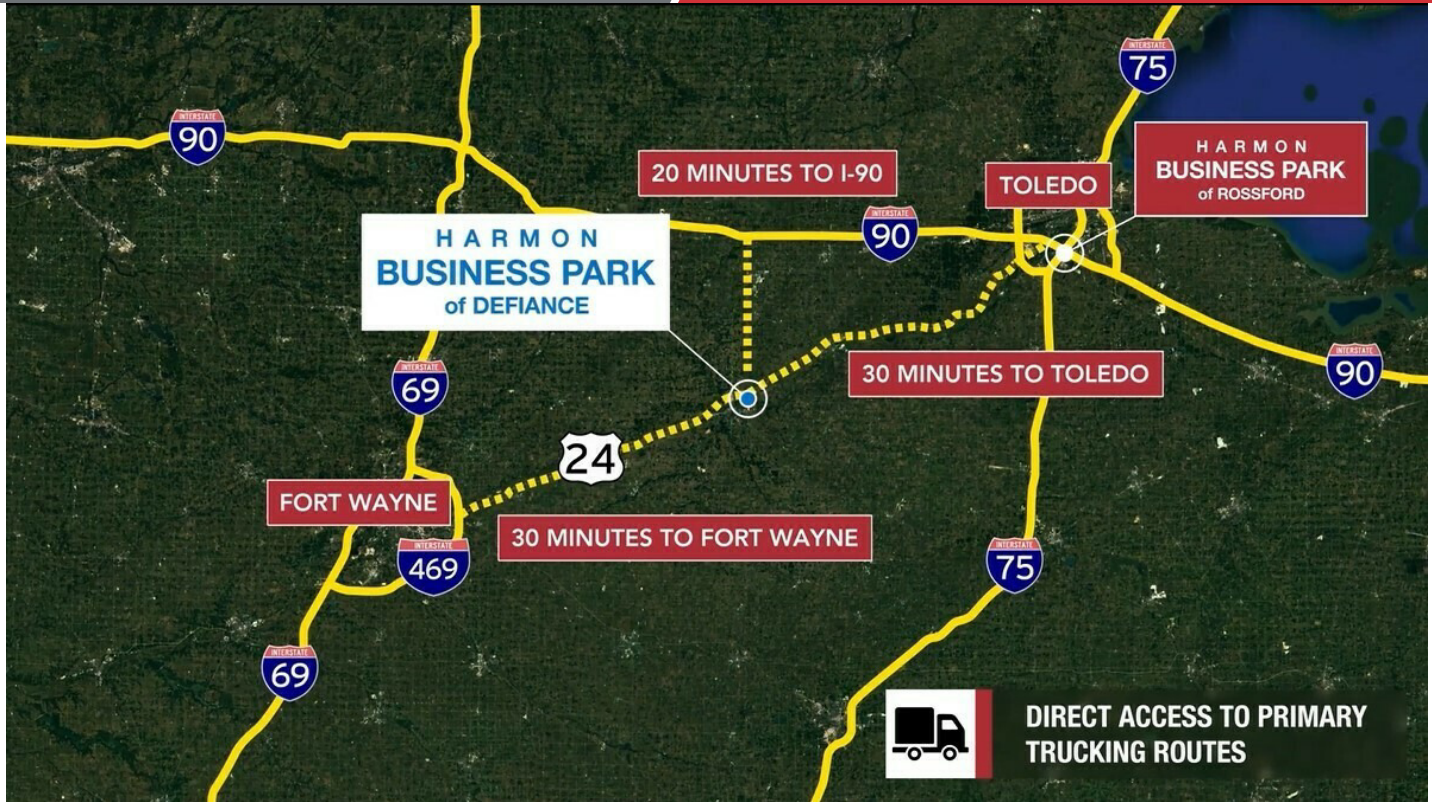 INTERSTATE
75
INTERSTATE
90
HARMON
BUSINESS PARK
of ROSSFORD
20 MINUTES TO I-90
TOLEDO
INTERSTATE
90
HARMON
BUSINESS PARK
of DEFIANCE
30 MINUTES TO TOLEDO
INTERSTATE
90
INTERSTATE
69
24
FORT WAYNE
30 MINUTES TO FORT WAYNE
INTERSTATE
469
INTERSTATE
75
INTERSTATE
69
DIRECT ACCESS TO PRIMARY
TRUCKING ROUTES